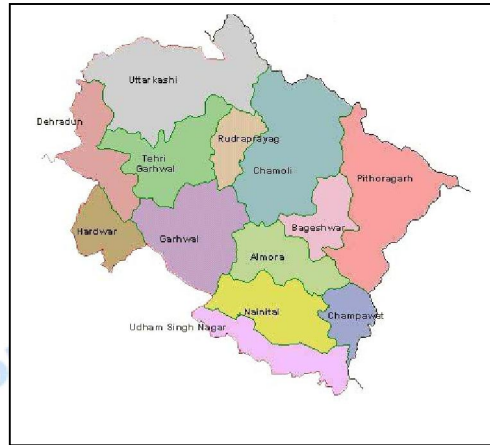 Uttarkashi
Dehradun
Rudraprayag
Tehri
Garhwal
Chamoli
Pithoragarh
Hardwar
Garhwal
Bageshwar
Almora
Nainital
Champawat
Udham Singh Nagar